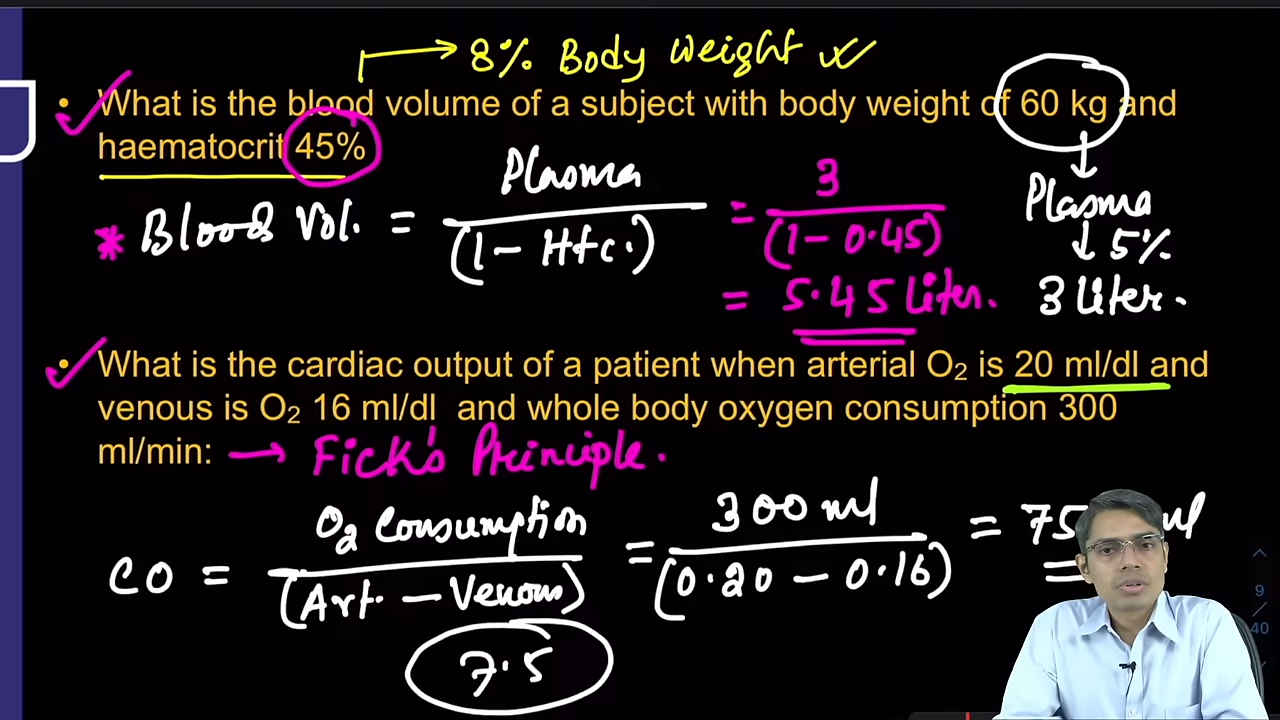 8% Body Weight
• What is the blood volume of a subject with body weight of 60 kg and
haematocrit 45%
* Blood Vol. = Plasma / (1 - Htc.) = 3 / (1 - 0.45)
= 5.45 Liter.
Plasma
↓ 5%
3 Liter.
• What is the cardiac output of a patient when arterial O₂ is 20 ml/dl and
venous is O₂ 16 ml/dl and whole body oxygen consumption 300
ml/min: → Fick's Principle.
CO = O₂ Consumption / (Art. - Venous) = 300 ml / (0.20 - 0.16) =
7.5
9
/
40